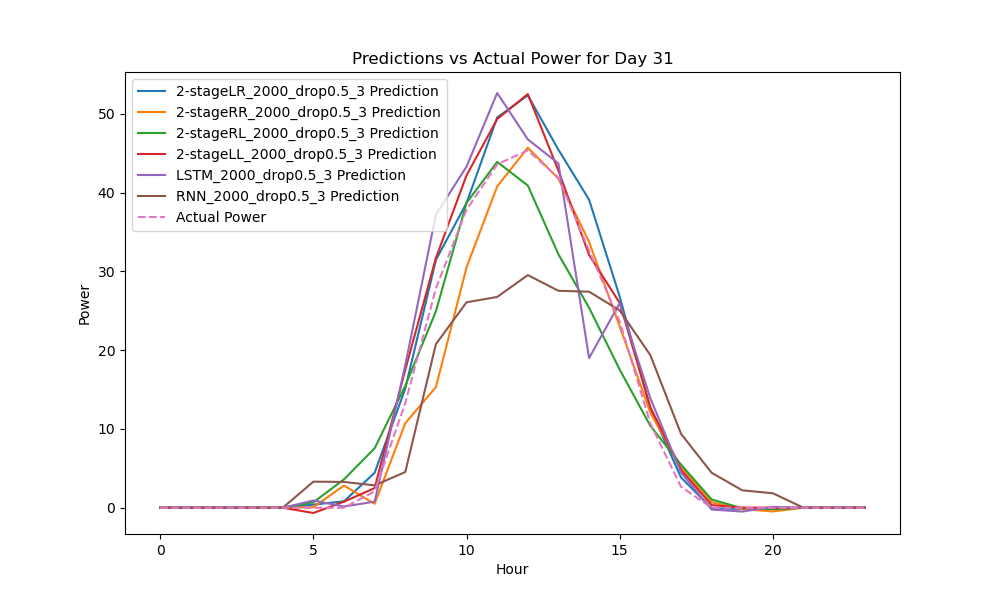 Predictions vs Actual Power for Day 31
2-stageLR_2000_drop0.5_3 Prediction
2-stageRR_2000_drop0.5_3 Prediction
2-stageRL_2000_drop0.5_3 Prediction
2-stageLL_2000_drop0.5_3 Prediction
LSTM_2000_drop0.5_3 Prediction
RNN_2000_drop0.5_3 Prediction
Actual Power
Power
50
40
30
20
10
0
0 5 10 15 20
Hour